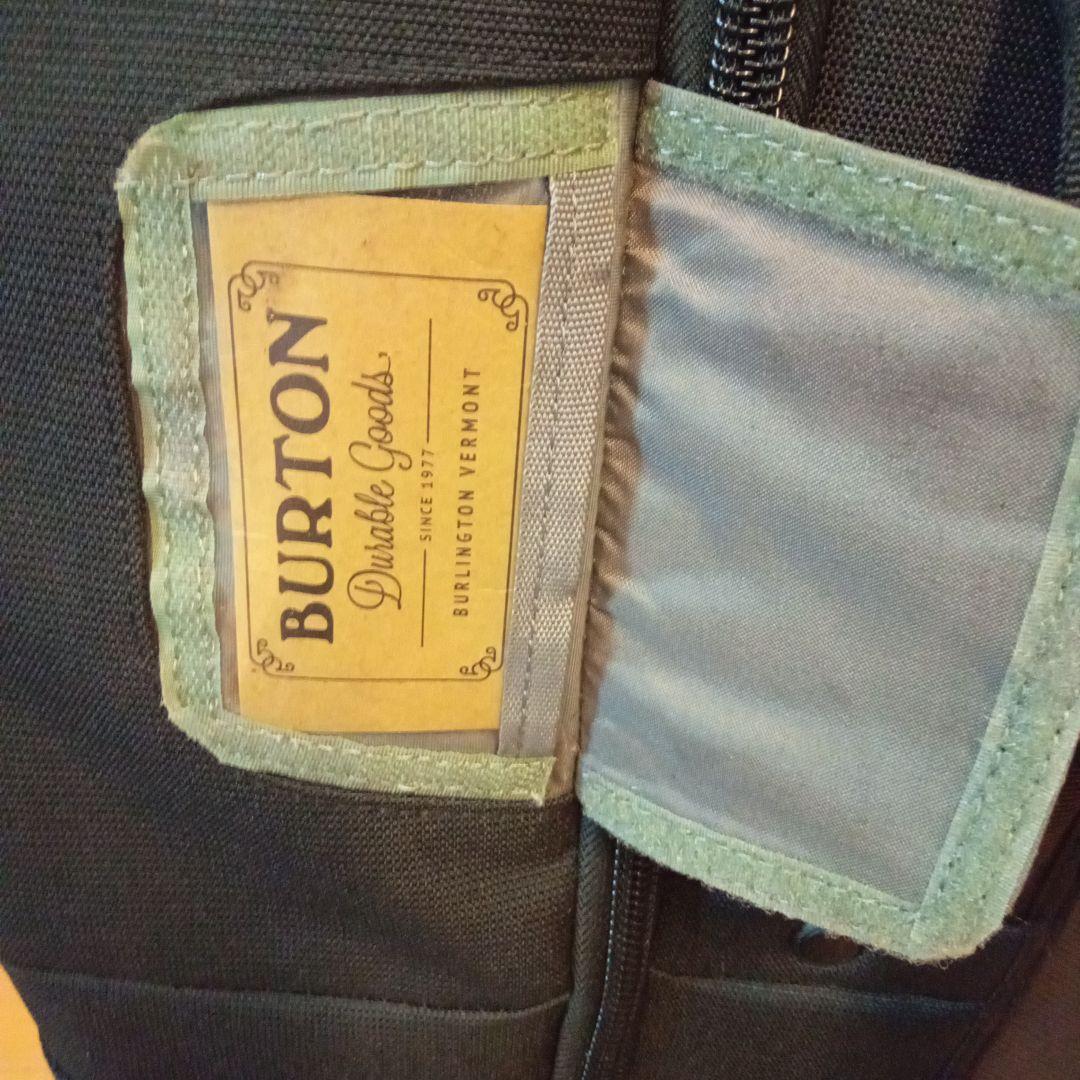 BURTON
Durable Goods
SINCE 1977
BURLINGTON VERMONT